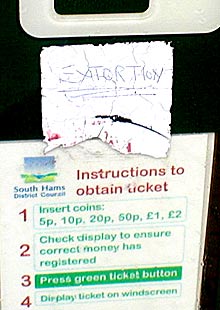 EXTORTION
South Hams
District Council
Instructions to
obtain ticket
1 Insert coins:
5p, 10p, 20p, 50p, £1, £2
2 Check display to ensure
correct money has
registered
3 Press green ticket button
4 Display ticket on windscreen